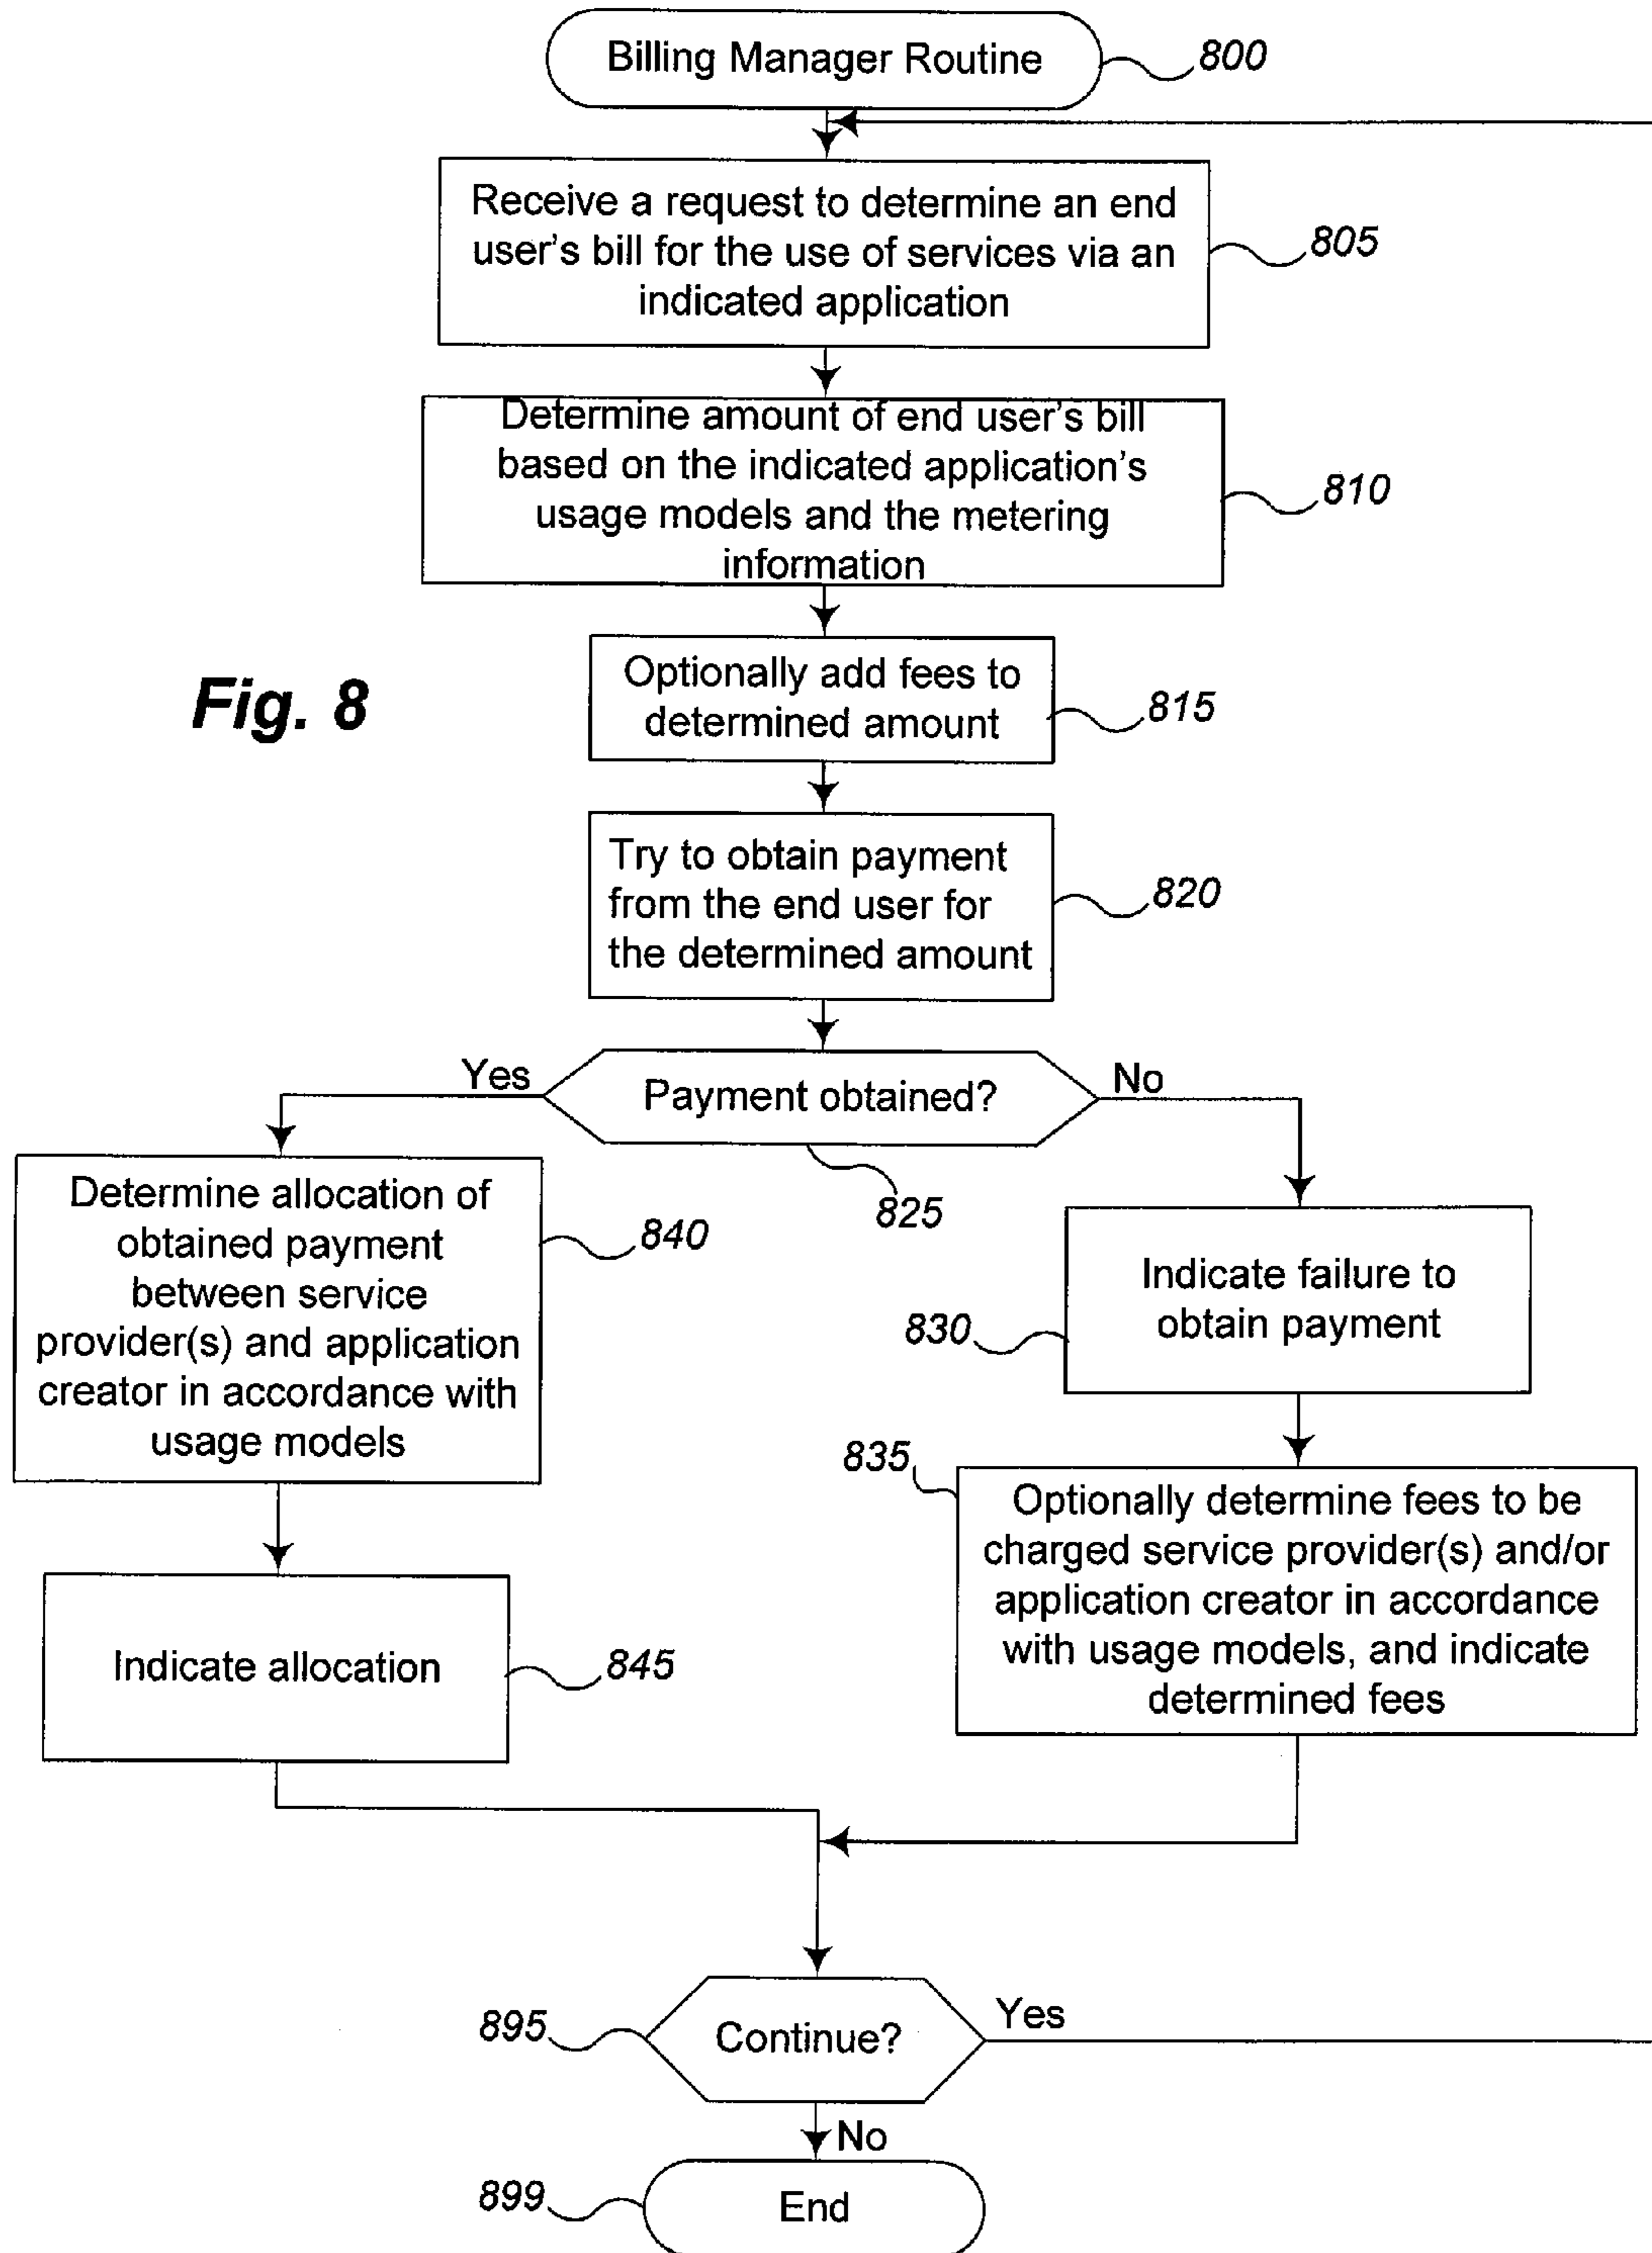 Billing Manager Routine
800
Receive a request to determine an end
user's bill for the use of services via an
indicated application
805
Determine amount of end user's bill
based on the indicated application's
usage models and the metering
information
810
Fig. 8
Optionally add fees to
determined amount
815
Try to obtain payment
from the end user for
the determined amount
820
Yes
Payment obtained?
No
825
Determine allocation of
obtained payment
between service
provider(s) and application
creator in accordance with
usage models
840
Indicate failure to
obtain payment
830
835
Optionally determine fees to be
charged service provider(s) and/or
application creator in accordance
with usage models, and indicate
determined fees
Indicate allocation
845
895
Continue?
Yes
No
899
End